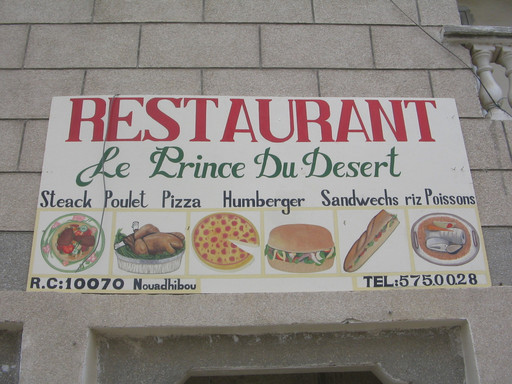 RESTAURANT
Le Prince Du Desert
Steack Poulet Pizza Humberger Sandwechs riz Poissons
R.C:10070 Nouadhibou TEL:575.00.28